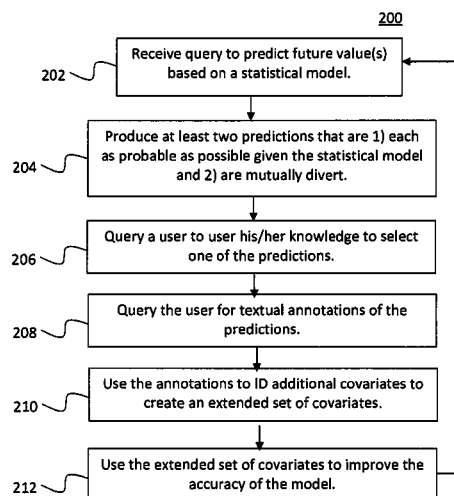 200
Receive query to predict future value(s)
based on a statistical model.
202
Produce at least two predictions that are 1) each
as probable as possible given the statistical model
and 2) are mutually divert.
204
Query a user to user his/her knowledge to select
one of the predictions.
206
Query the user for textual annotations of the
predictions.
208
Use the annotations to ID additional covariates to
create an extended set of covariates.
210
Use the extended set of covariates to improve the
accuracy of the model.
212